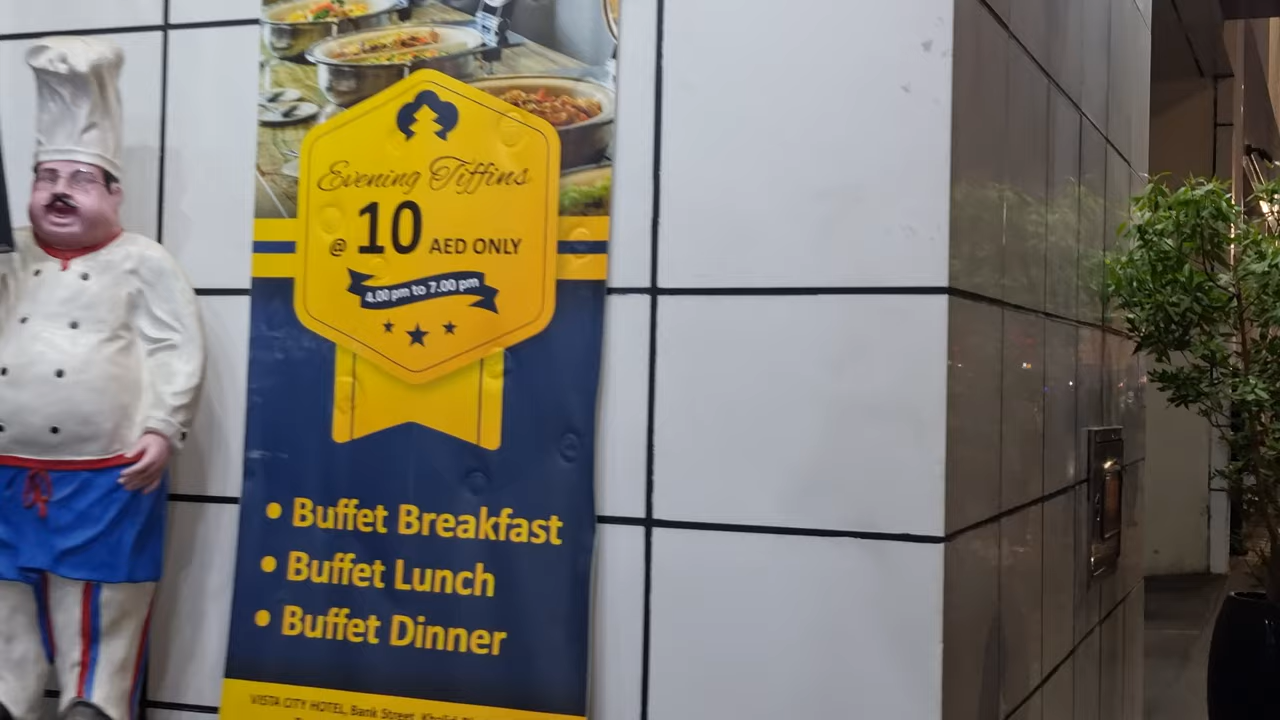 Evening Tiffins
@ 10 AED ONLY
4.00 pm to 7.00 pm
• Buffet Breakfast
• Buffet Lunch
• Buffet Dinner
VISTA CITY HOTEL, Bank Street, Khalid